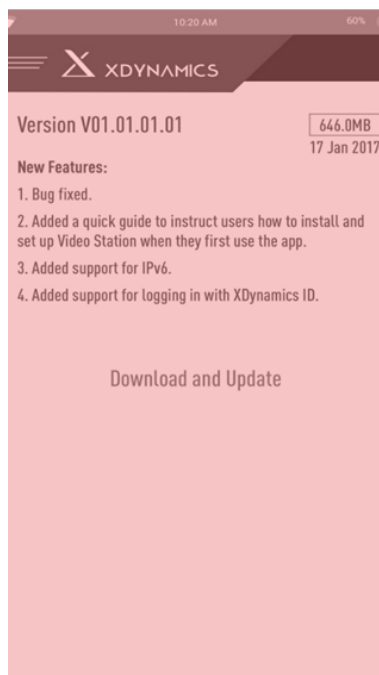 10:20 AM 60%
XDYNAMICS
Version V01.01.01.01 646.0MB
17 Jan 2017
New Features:
1. Bug fixed.
2. Added a quick guide to instruct users how to install and
set up Video Station when they first use the app.
3. Added support for IPv6.
4. Added support for logging in with XDynamics ID.
Download and Update